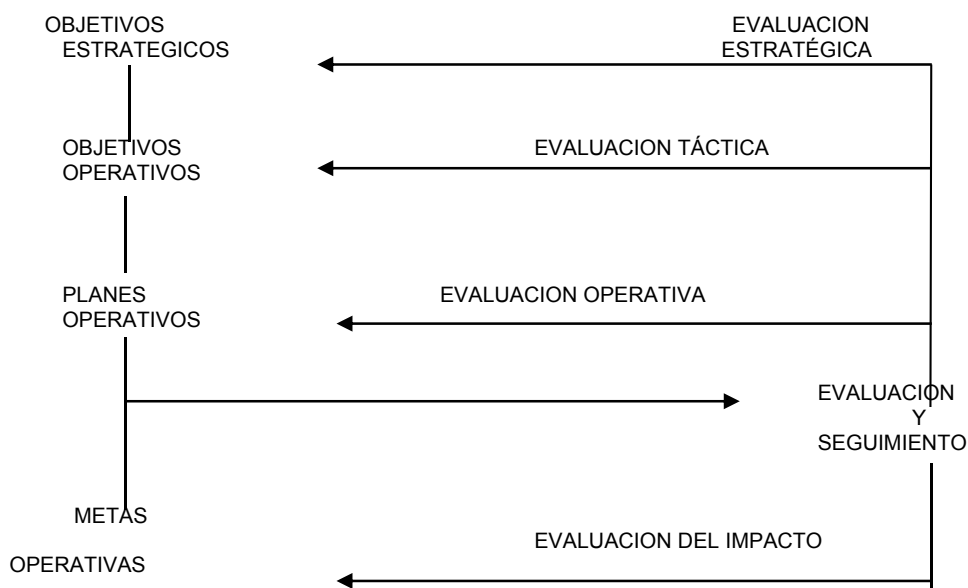 OBJETIVOS
ESTRATEGICOS
EVALUACION
ESTRATÉGICA
OBJETIVOS
OPERATIVOS
EVALUACION TÁCTICA
PLANES
OPERATIVOS
EVALUACION OPERATIVA
EVALUACION
Y
SEGUIMIENTO
METAS
OPERATIVAS
EVALUACION DEL IMPACTO